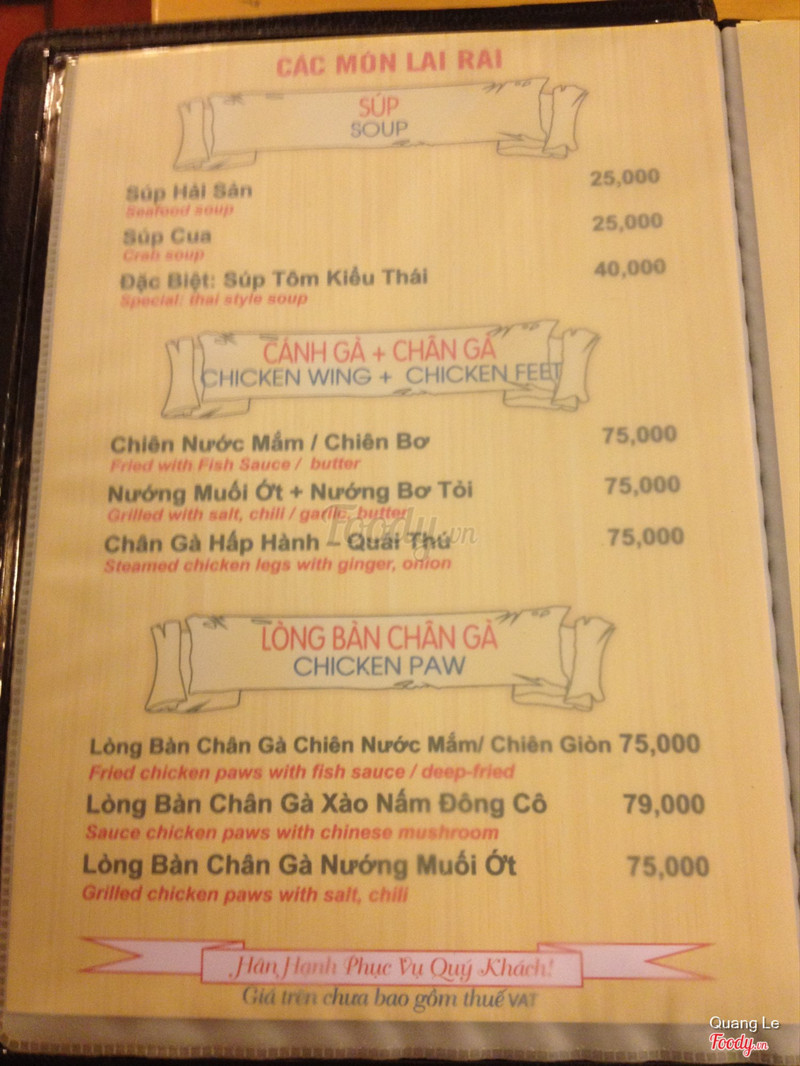 CÁC MÓN LAI RAI
SÚP
SOUP
Súp Hải Sản 25,000
Seafood soup
Súp Cua 25,000
Crab soup
Đặc Biệt: Súp Tôm Kiểu Thái 40,000
Special: thai style soup
CÁNH GÀ + CHÂN GÀ
CHICKEN WING + CHICKEN FEET
Chiên Nước Mắm / Chiên Bơ 75,000
Fried with Fish Sauce / butter
Nướng Muối Ớt + Nướng Bơ Tỏi 75,000
Grilled with salt, chili / garlic, butter
Foody.vn
Chân Gà Hấp Hành – Quái Thú 75,000
Steamed chicken legs with ginger, onion
LÒNG BÀN CHÂN GÀ
CHICKEN PAW
Lòng Bàn Chân Gà Chiên Nước Mắm/ Chiên Giòn 75,000
Fried chicken paws with fish sauce / deep-fried
Lòng Bàn Chân Gà Xào Nấm Đông Cô 79,000
Sauce chicken paws with chinese mushroom
Lòng Bàn Chân Gà Nướng Muối Ớt 75,000
Grilled chicken paws with salt, chili
Hân Hạnh Phục Vụ Quý Khách!
Giá trên chưa bao gồm thuế VAT
Quang Le
Foody.vn